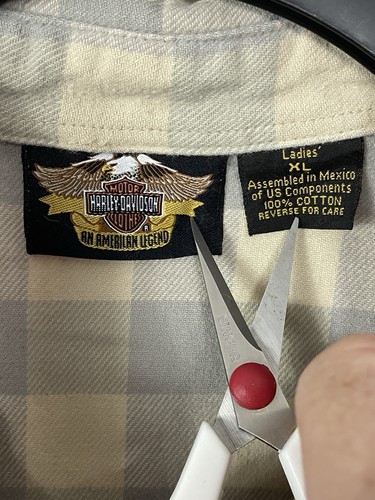 MOTOR
HARLEY-DAVIDSON
CLOTHES
®
AN AMERICAN LEGEND
Ladies'
XL
Assembled in Mexico
of US Components
100% COTTON
REVERSE FOR CARE